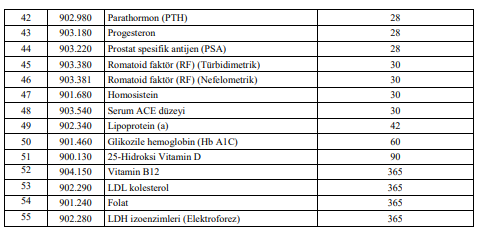 42 902.980 Parathormon (PTH) 28
43 903.180 Progesteron 28
44 903.220 Prostat spesifik antijen (PSA) 28
45 903.380 Romatoid faktör (RF) (Türbidimetrik) 30
46 903.381 Romatoid faktör (RF) (Nefelometrik) 30
47 901.680 Homosistein 30
48 903.540 Serum ACE düzeyi 30
49 902.340 Lipoprotein (a) 42
50 901.460 Glikozile hemoglobin (Hb A1C) 60
51 900.130 25-Hidroksi Vitamin D 90
52 904.150 Vitamin B12 365
53 902.290 LDL kolesterol 365
54 901.240 Folat 365
55 902.280 LDH izoenzimleri (Elektroforez) 365